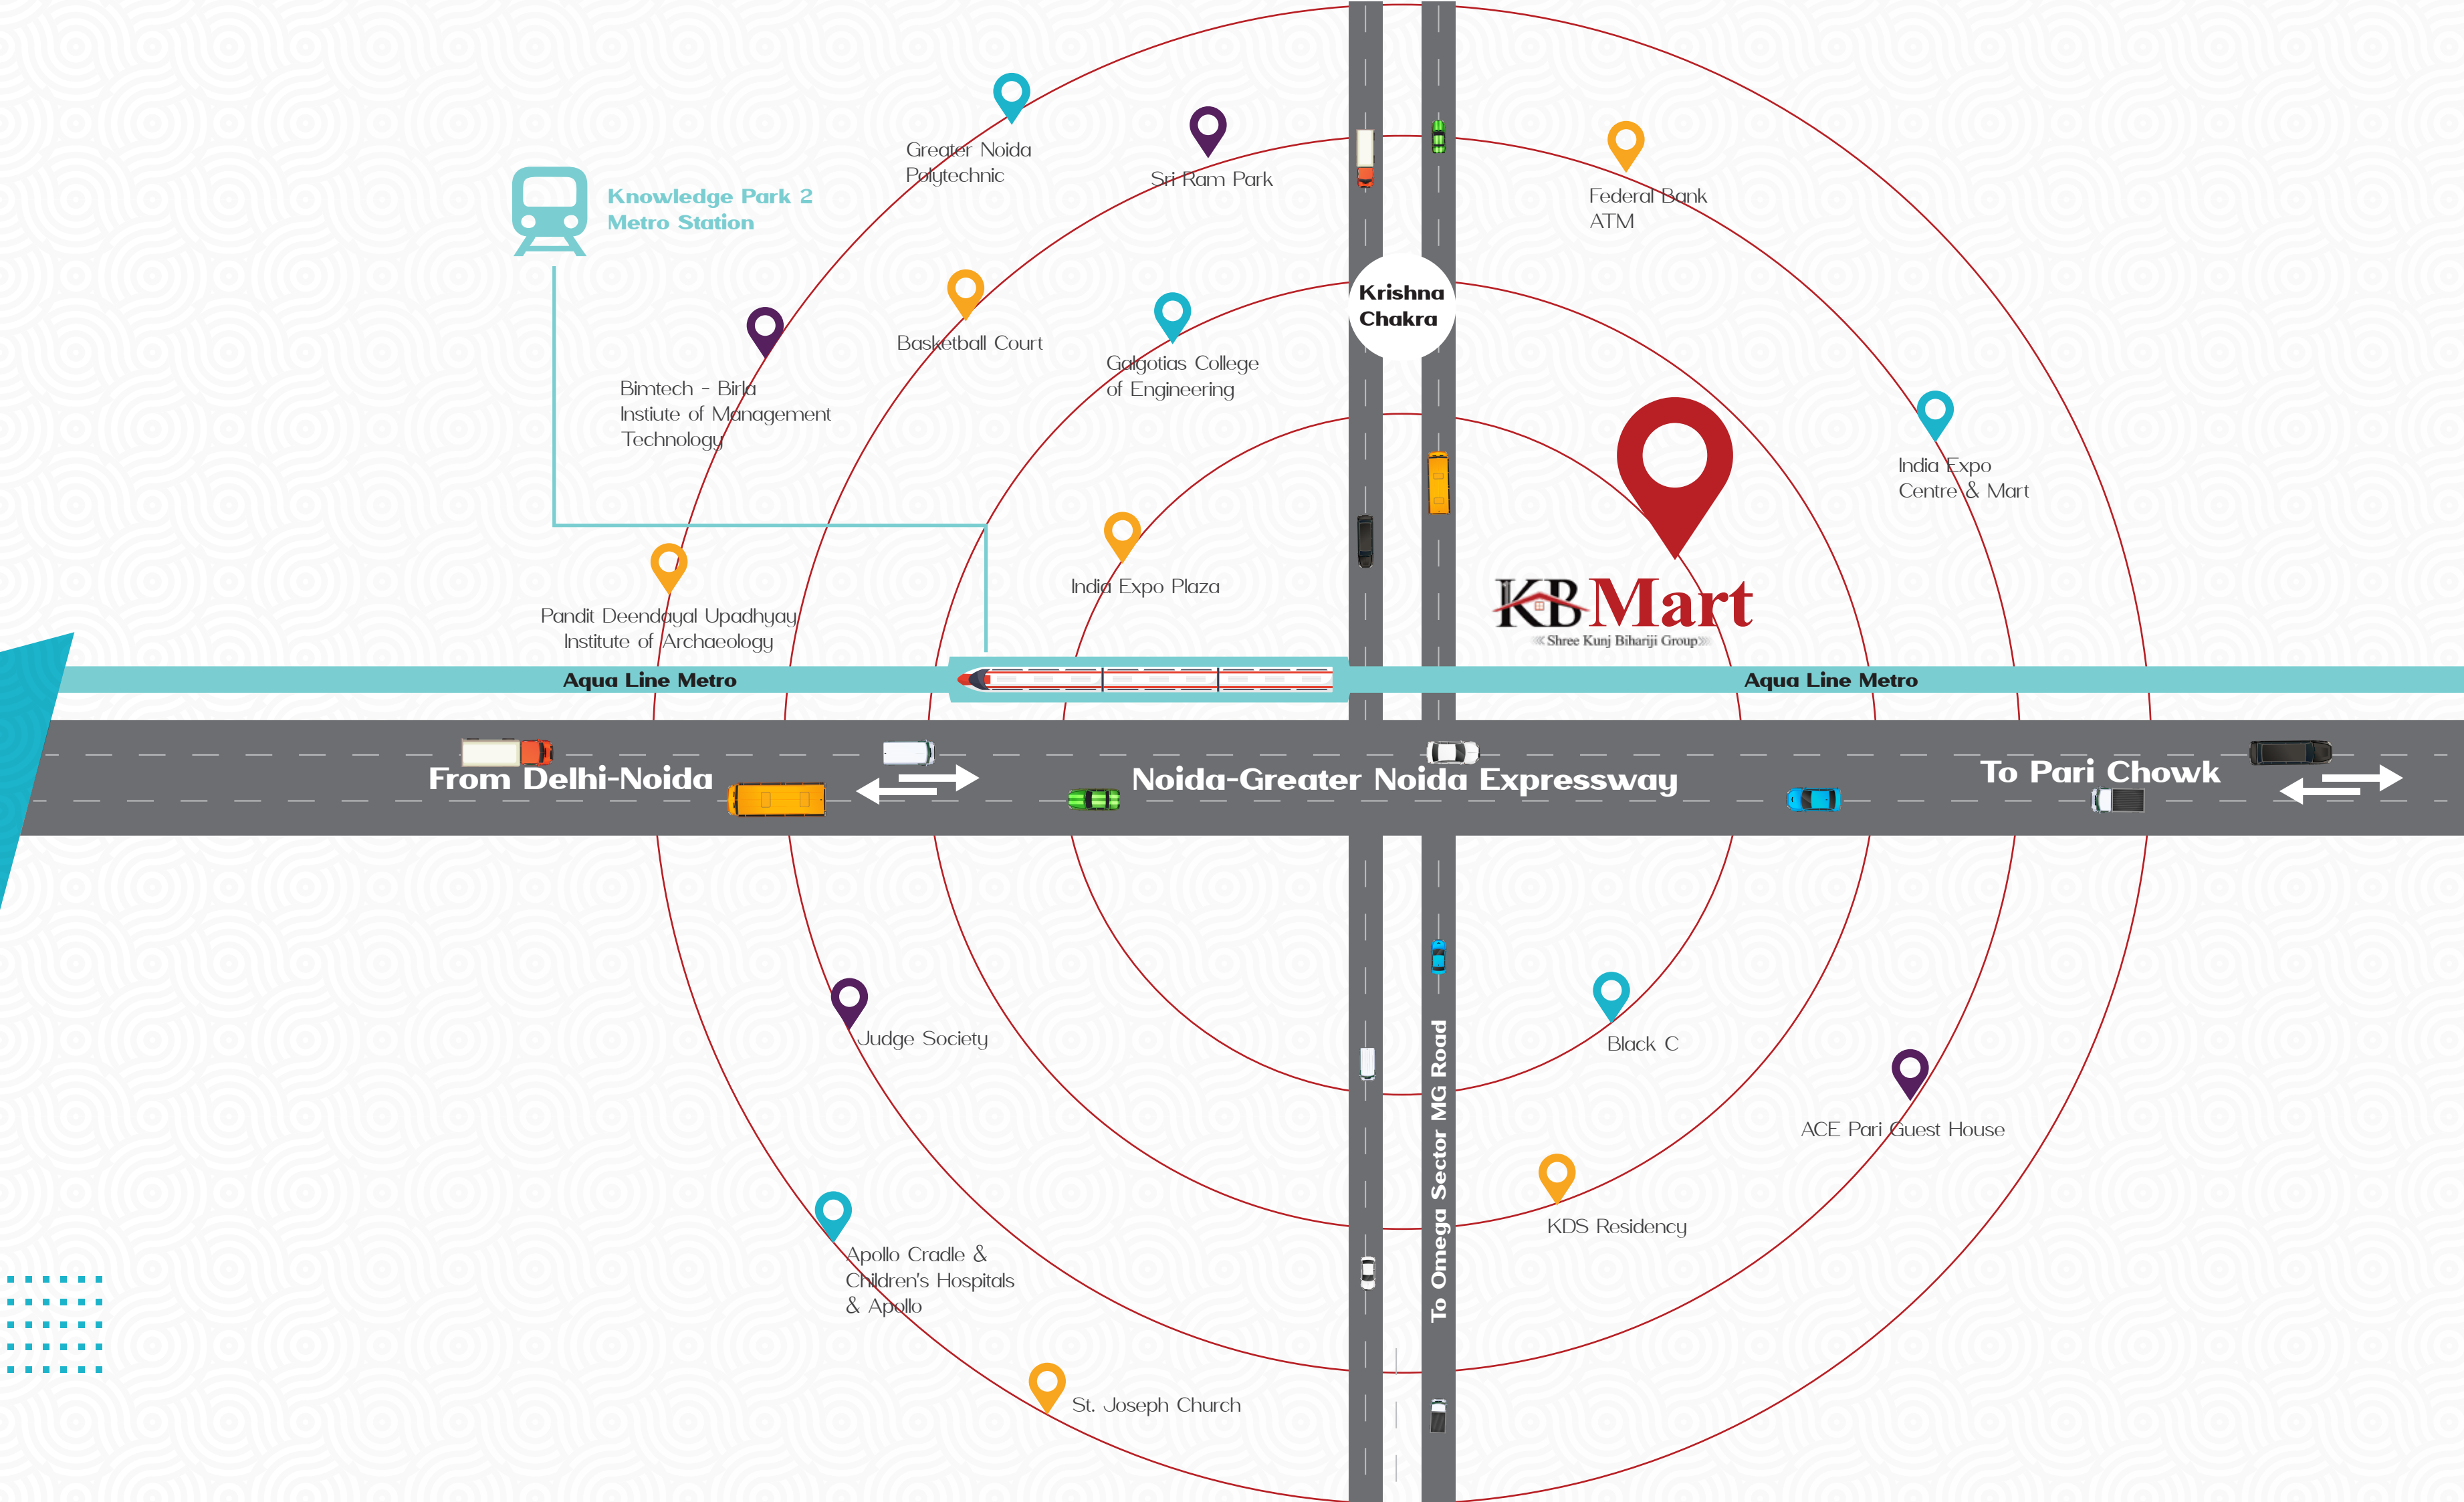 Greater Noida
Polytechnic
Sri Ram Park
Federal Bank
ATM
Knowledge Park 2
Metro Station
Krishna
Chakra
Basketball Court
Galgotias College
of Engineering
Bimtech - Birla
Instiute of Management
Technology
India Expo
Centre & Mart
India Expo Plaza
KB Mart
Shree Kunj Bihariji Group
Pandit Deendayal Upadhyay
Institute of Archaeology
Aqua Line Metro
Aqua Line Metro
From Delhi-Noida
Noida-Greater Noida Expressway
To Pari Chowk
Judge Society
Black C
To Omega Sector MG Road
ACE Pari Guest House
KDS Residency
Apollo Cradle &
Children's Hospitals
& Apollo
St. Joseph Church